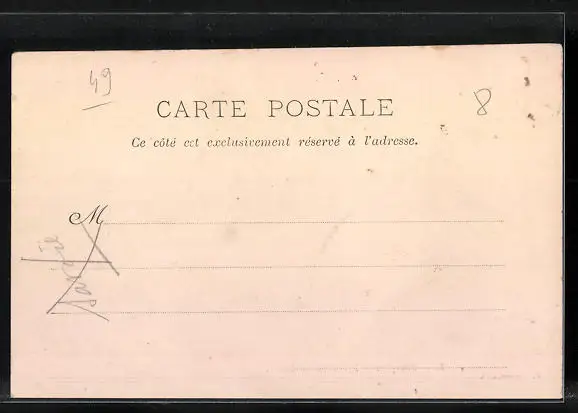 49
8
CARTE POSTALE
Ce côté est exclusivement réservé à l'adresse.
M